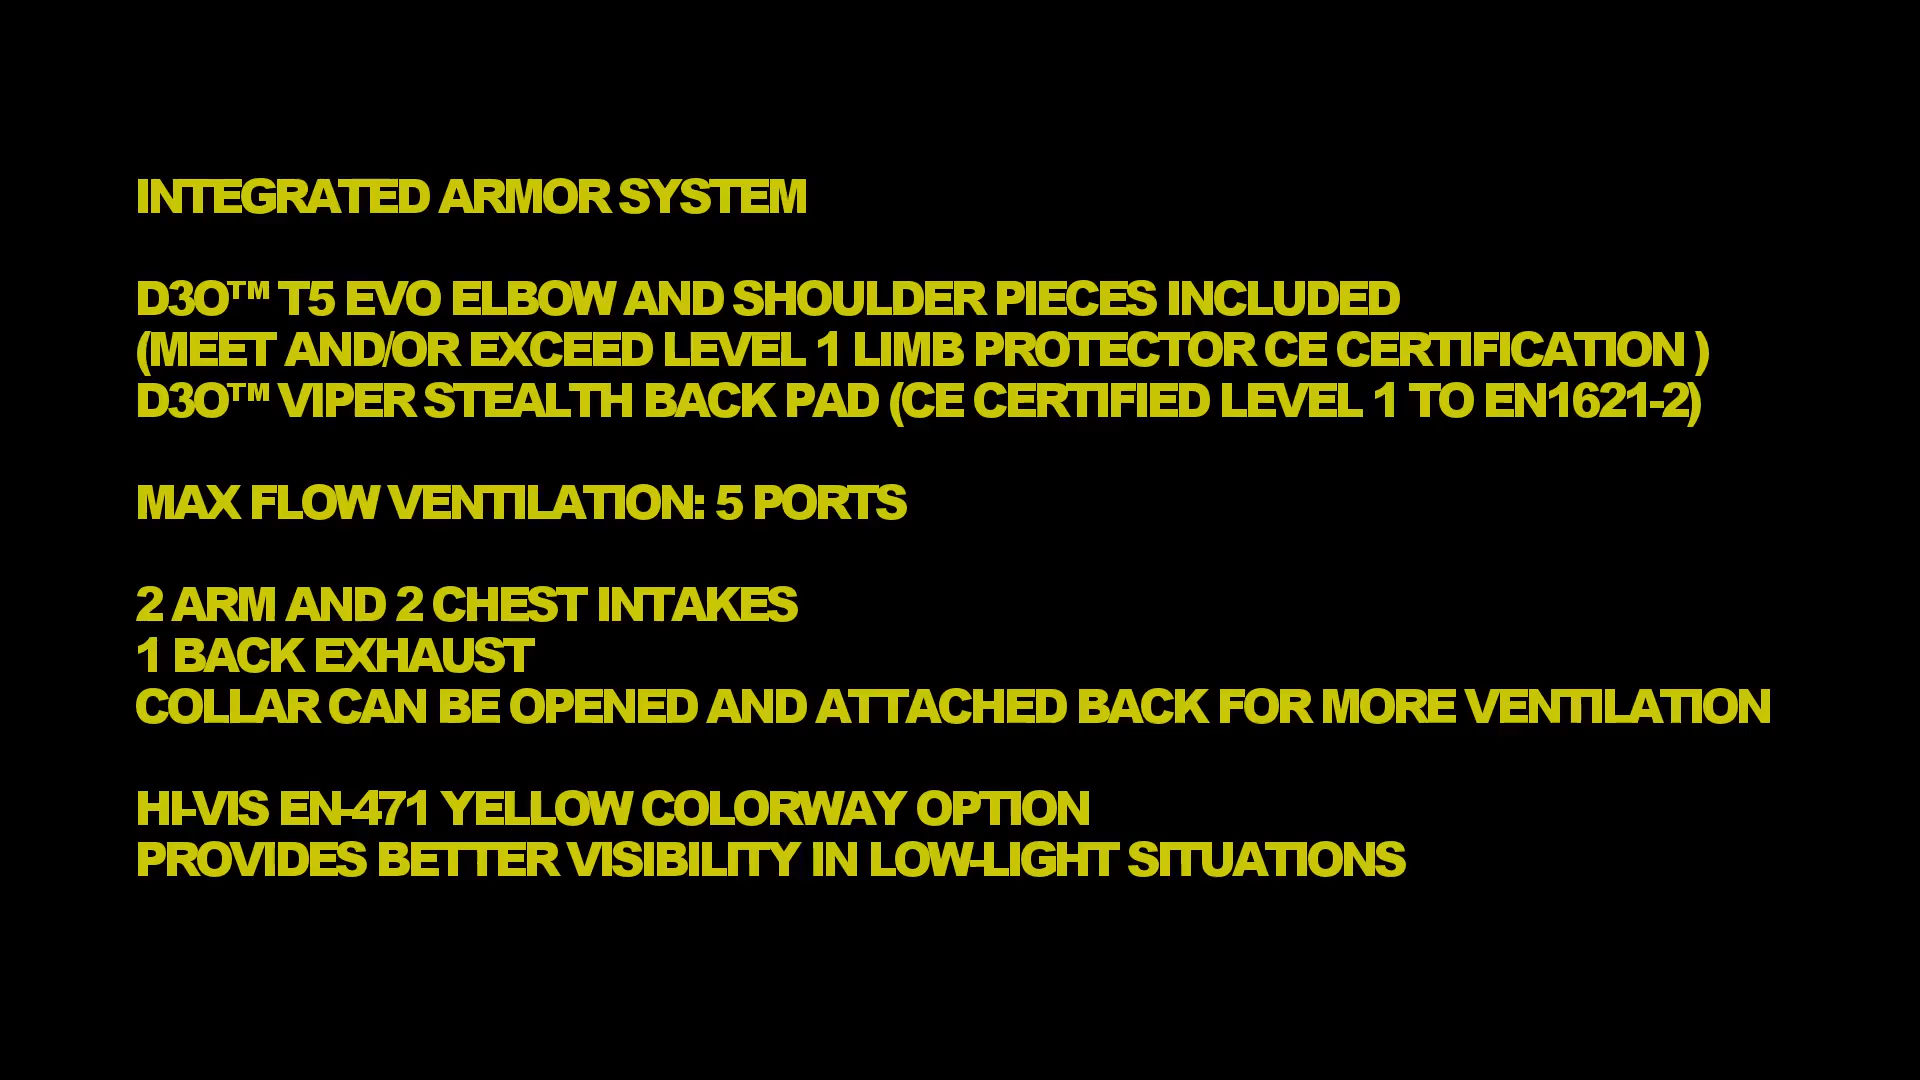 INTEGRATED ARMOR SYSTEM
D3O™ T5 EVO ELBOW AND SHOULDER PIECES INCLUDED
(MEET AND/OR EXCEED LEVEL 1 LIMB PROTECTOR CE CERTIFICATION )
D3O™ VIPER STEALTH BACK PAD (CE CERTIFIED LEVEL 1 TO EN1621-2)
MAX FLOW VENTILATION: 5 PORTS
2 ARM AND 2 CHEST INTAKES
1 BACK EXHAUST
COLLAR CAN BE OPENED AND ATTACHED BACK FOR MORE VENTILATION
HI-VIS EN-471 YELLOW COLORWAY OPTION
PROVIDES BETTER VISIBILITY IN LOW-LIGHT SITUATIONS